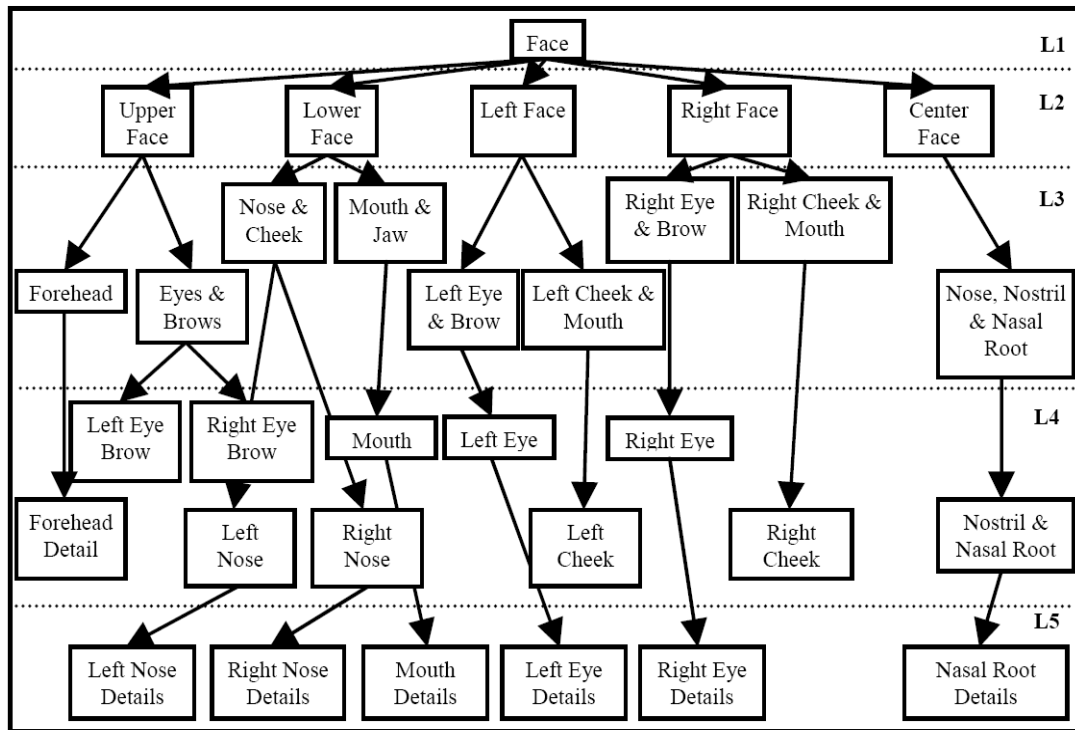 Face
L1
Upper
Face
Lower
Face
Left Face
Right Face
Center
Face
L2
Nose &
Cheek
Mouth &
Jaw
Right Eye
& Brow
Right Cheek &
Mouth
L3
Forehead
Eyes &
Brows
Left Eye
& Brow
Left Cheek &
Mouth
Nose, Nostril
& Nasal
Root
Left Eye
Brow
Right Eye
Brow
Mouth
Left Eye
Right Eye
L4
Forehead
Detail
Left
Nose
Right
Nose
Left
Cheek
Right
Cheek
Nostril &
Nasal Root
L5
Left Nose
Details
Right Nose
Details
Mouth
Details
Left Eye
Details
Right Eye
Details
Nasal Root
Details